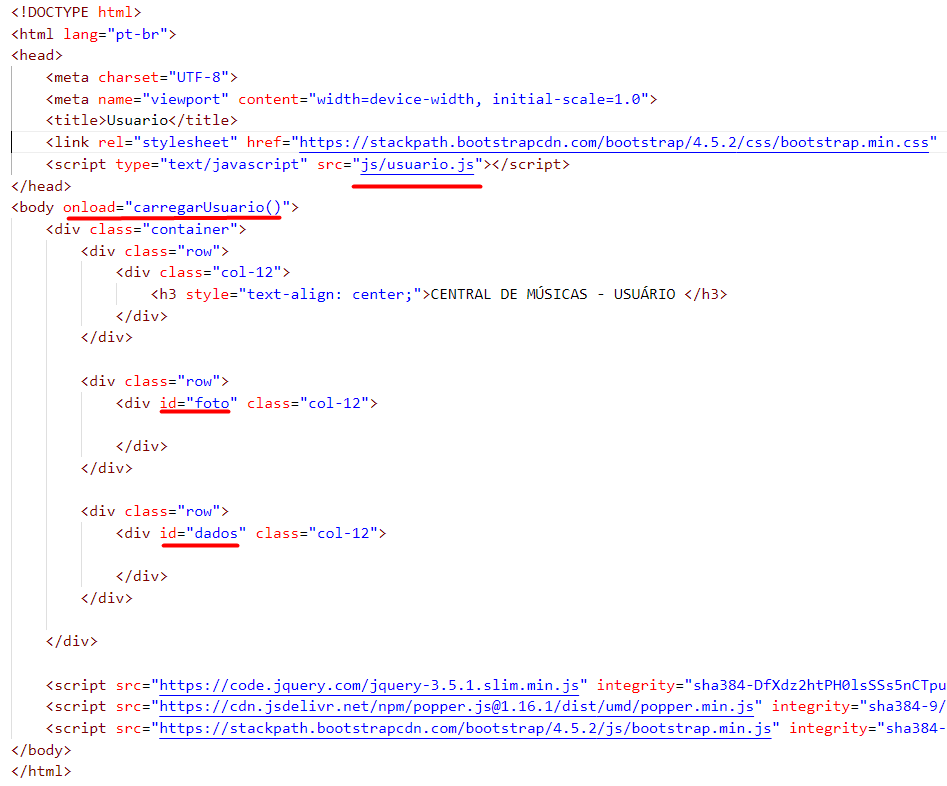 <!DOCTYPE html>
<html lang="pt-br">
<head>
<meta charset="UTF-8">
<meta name="viewport" content="width=device-width, initial-scale=1.0">
<title>Usuario</title>
<link rel="stylesheet" href="https://stackpath.bootstrapcdn.com/bootstrap/4.5.2/css/bootstrap.min.css"
<script type="text/javascript" src="js/usuario.js"></script>
</head>
<body onload="carregarUsuario()">
<div class="container">
<div class="row">
<div class="col-12">
<h3 style="text-align: center;">CENTRAL DE MÚSICAS - USUÁRIO </h3>
</div>
</div>
<div class="row">
<div id="foto" class="col-12">
</div>
</div>
<div class="row">
<div id="dados" class="col-12">
</div>
</div>
</div>
<script src="https://code.jquery.com/jquery-3.5.1.slim.min.js" integrity="sha384-DfXdz2htPH0lsSSs5nCTpu
<script src="https://cdn.jsdelivr.net/npm/popper.js@1.16.1/dist/umd/popper.min.js" integrity="sha384-9/
<script src="https://stackpath.bootstrapcdn.com/bootstrap/4.5.2/js/bootstrap.min.js" integrity="sha384-
</body>
</html>